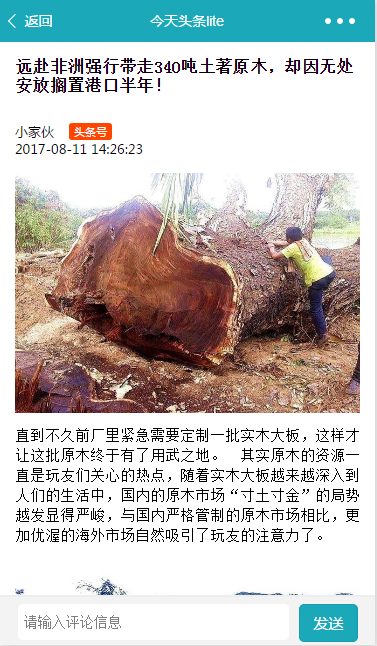 返回 今天头条lite
远赴非洲强行带走340吨土著原木，却因无处
安放搁置港口半年！
小家伙 头条号
2017-08-11 14:26:23
直到不久前厂里紧急需要定制一批实木大板，这样才
让这批原木终于有了用武之地。 其实原木的资源一
直是玩友们关心的热点，随着实木大板越来越深入到
人们的生活中，国内的原木市场“寸土寸金”的局势
越发显得严峻，与国内严格管制的原木市场相比，更
加优渥的海外市场自然吸引了玩友的注意力了。
请输入评论信息 发送